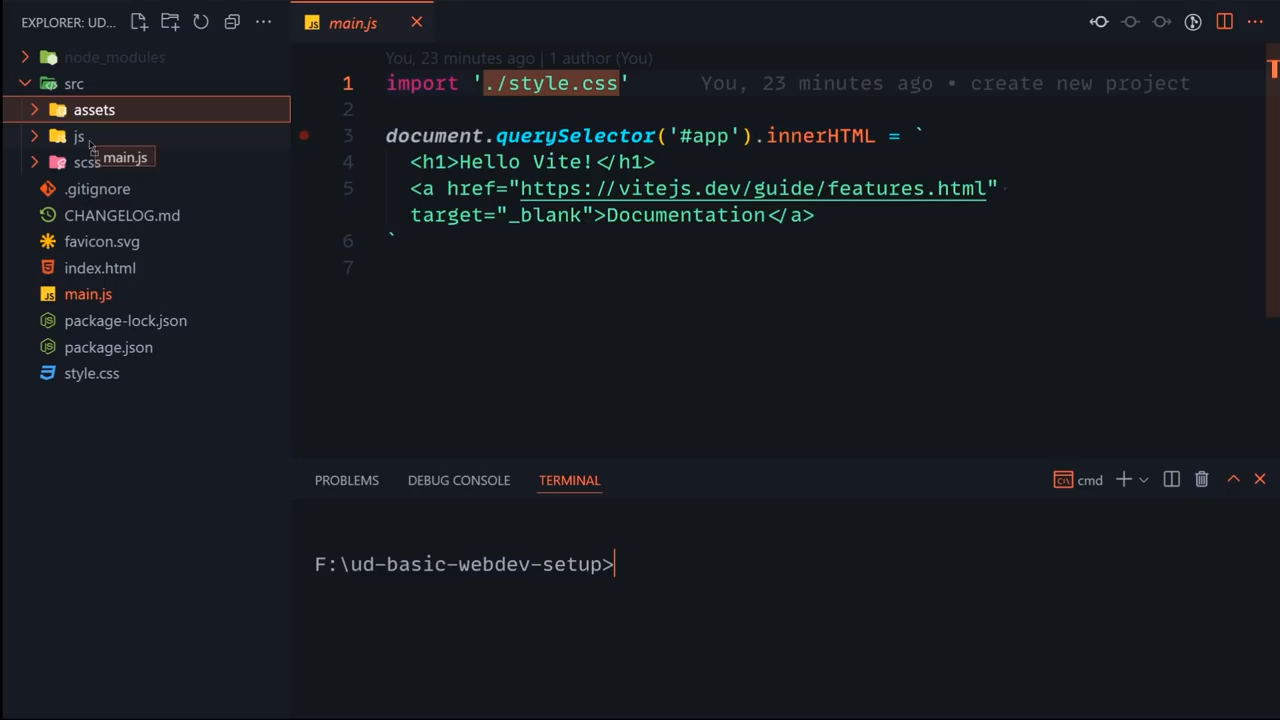 EXPLORER: UD...
node_modules
src
assets
js
main.js
scss
.gitignore
CHANGELOG.md
favicon.svg
index.html
JS main.js
package-lock.json
package.json
style.css
JS main.js
You, 23 minutes ago | 1 author (You)
1 import './style.css' You, 23 minutes ago • create new project
2
3 document.querySelector('#app').innerHTML = `
4 <h1>Hello Vite!</h1>
5 <a href="https://vitejs.dev/guide/features.html"
target="_blank">Documentation</a>
6 `
7
PROBLEMS DEBUG CONSOLE TERMINAL
cmd
F:\ud-basic-webdev-setup>